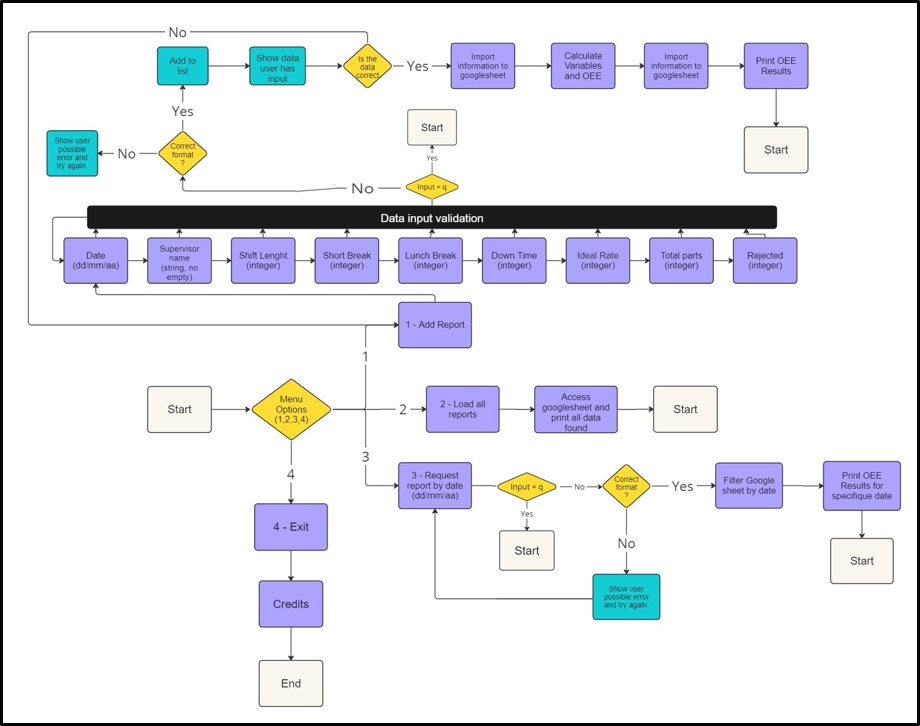 No
Add to
list
Show data
user has
input
Is the
data
correct
Yes
Import
information to
googlesheet
Calculate
Variables
and OEE
Import
information to
googlesheet
Print OEE
Results
Yes
Start
Show user
possible
error and
try again.
No
Correct
format
?
Start
Yes
No
Input = q
Data input validation
Date
(dd/mm/aa)
Supervisor
name
(string, no
empty)
Shift Lenght
(integer)
Short Break
(integer)
Lunch Break
(integer)
Down Time
(integer)
Ideal Rate
(integer)
Total parts
(integer)
Rejected
(integer)
1 - Add Report
1
Start
Menu
Options
(1,2,3,4)
2
2 - Load all
reports
Access
googlesheet and
print all data
found
Start
3
4
3 - Request
report by date
(dd/mm/aa)
Input = q
No
Correct
format
?
Yes
Filter Google
sheet by date
Print OEE
Results for
specifique date
Yes
4 - Exit
Start
No
Start
Show user
possible error
and try again.
Credits
End